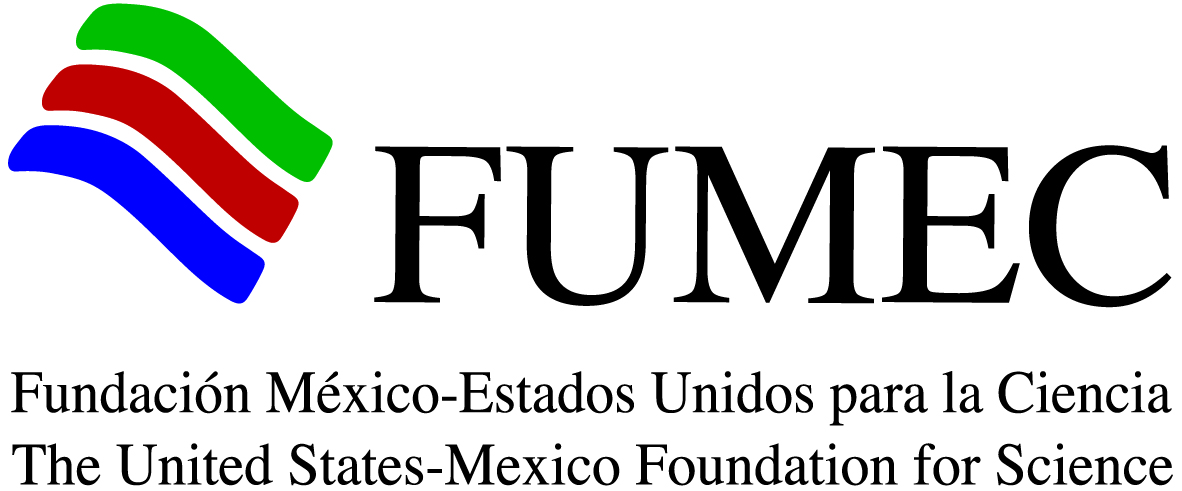 FUMEC
Fundación México-Estados Unidos para la Ciencia
The United States-Mexico Foundation for Science